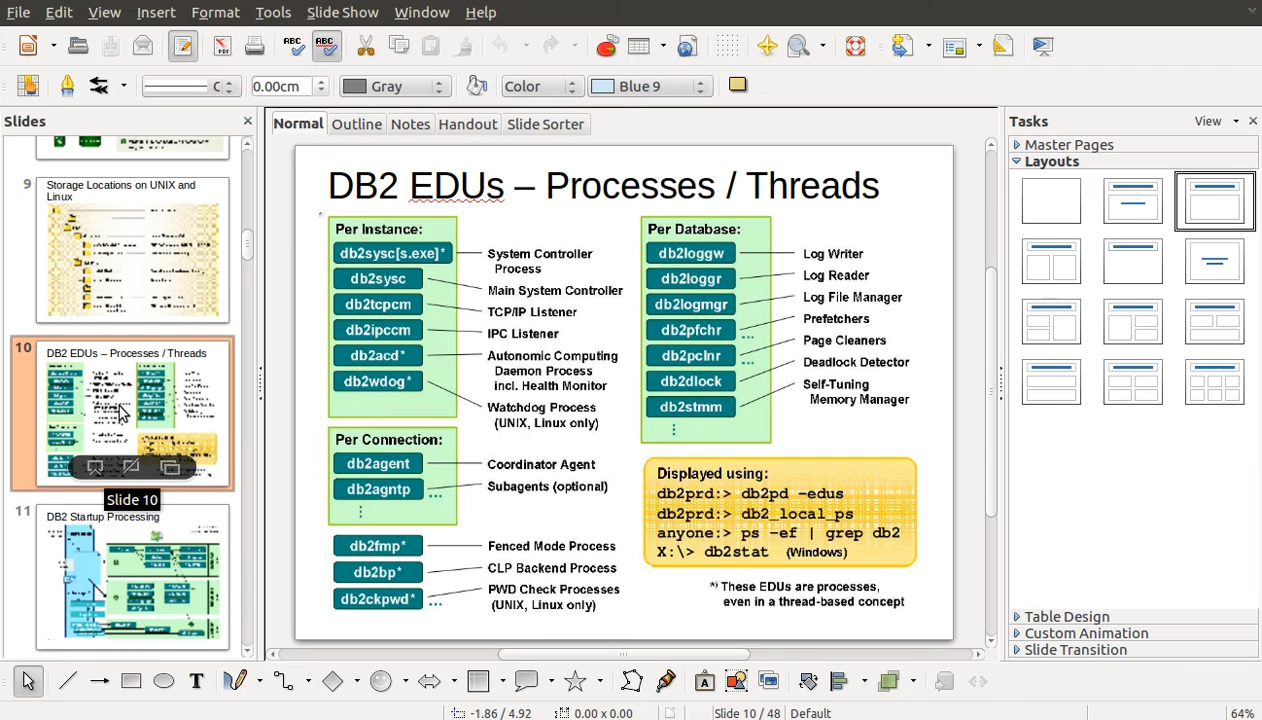 File Edit View Insert Format Tools Slide Show Window Help
0.00cm Gray Color Blue 9
Slides
Normal Outline Notes Handout Slide Sorter
Tasks View
Master Pages
Layouts
9
Storage Locations on UNIX and
Linux
10
DB2 EDUs – Processes / Threads
Slide 10
11
DB2 Startup Processing
DB2 EDUs – Processes / Threads
Per Instance:
db2sysc[s.exe]*
System Controller
Process
db2sysc
Main System Controller
db2tcpcm
TCP/IP Listener
db2ipccm
IPC Listener
db2acd*
Autonomic Computing
Daemon Process
incl. Health Monitor
db2wdog*
Watchdog Process
(UNIX, Linux only)
Per Connection:
db2agent
Coordinator Agent
db2agntp ...
Subagents (optional)
db2fmp*
Fenced Mode Process
db2bp*
CLP Backend Process
db2ckpwd* ...
PWD Check Processes
(UNIX, Linux only)
Per Database:
db2loggw
Log Writer
db2loggr
Log Reader
db2logmgr
Log File Manager
db2pfchr ...
Prefetchers
db2pclnr ...
Page Cleaners
db2dlock
Deadlock Detector
db2stmm
Self-Tuning
Memory Manager
Displayed using:
db2prd:> db2pd -edus
db2prd:> db2_local_ps
anyone:> ps -ef | grep db2
X:\> db2stat (Windows)
*) These EDUs are processes,
even in a thread-based concept
Table Design
Custom Animation
Slide Transition
-1.86 / 4.92 0.00 x 0.00 Slide 10 / 48 Default 64%